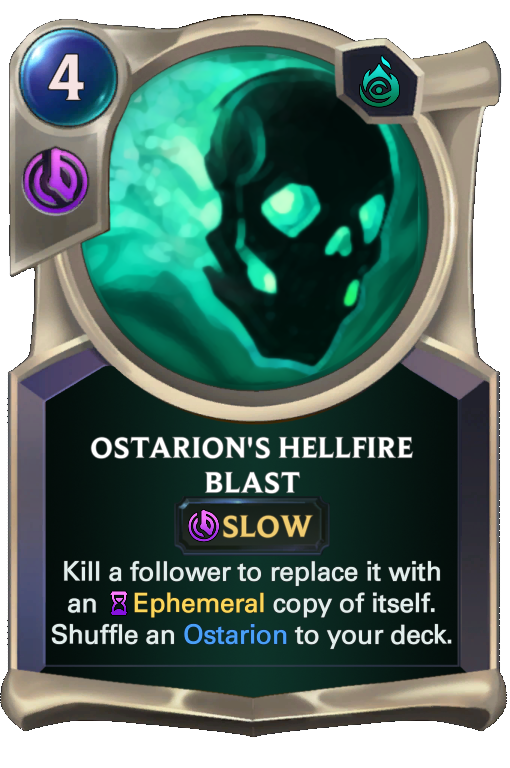 4
OSTARION'S HELLFIRE
BLAST
SLOW
Kill a follower to replace it with
an Ephemeral copy of itself.
Shuffle an Ostarion to your deck.